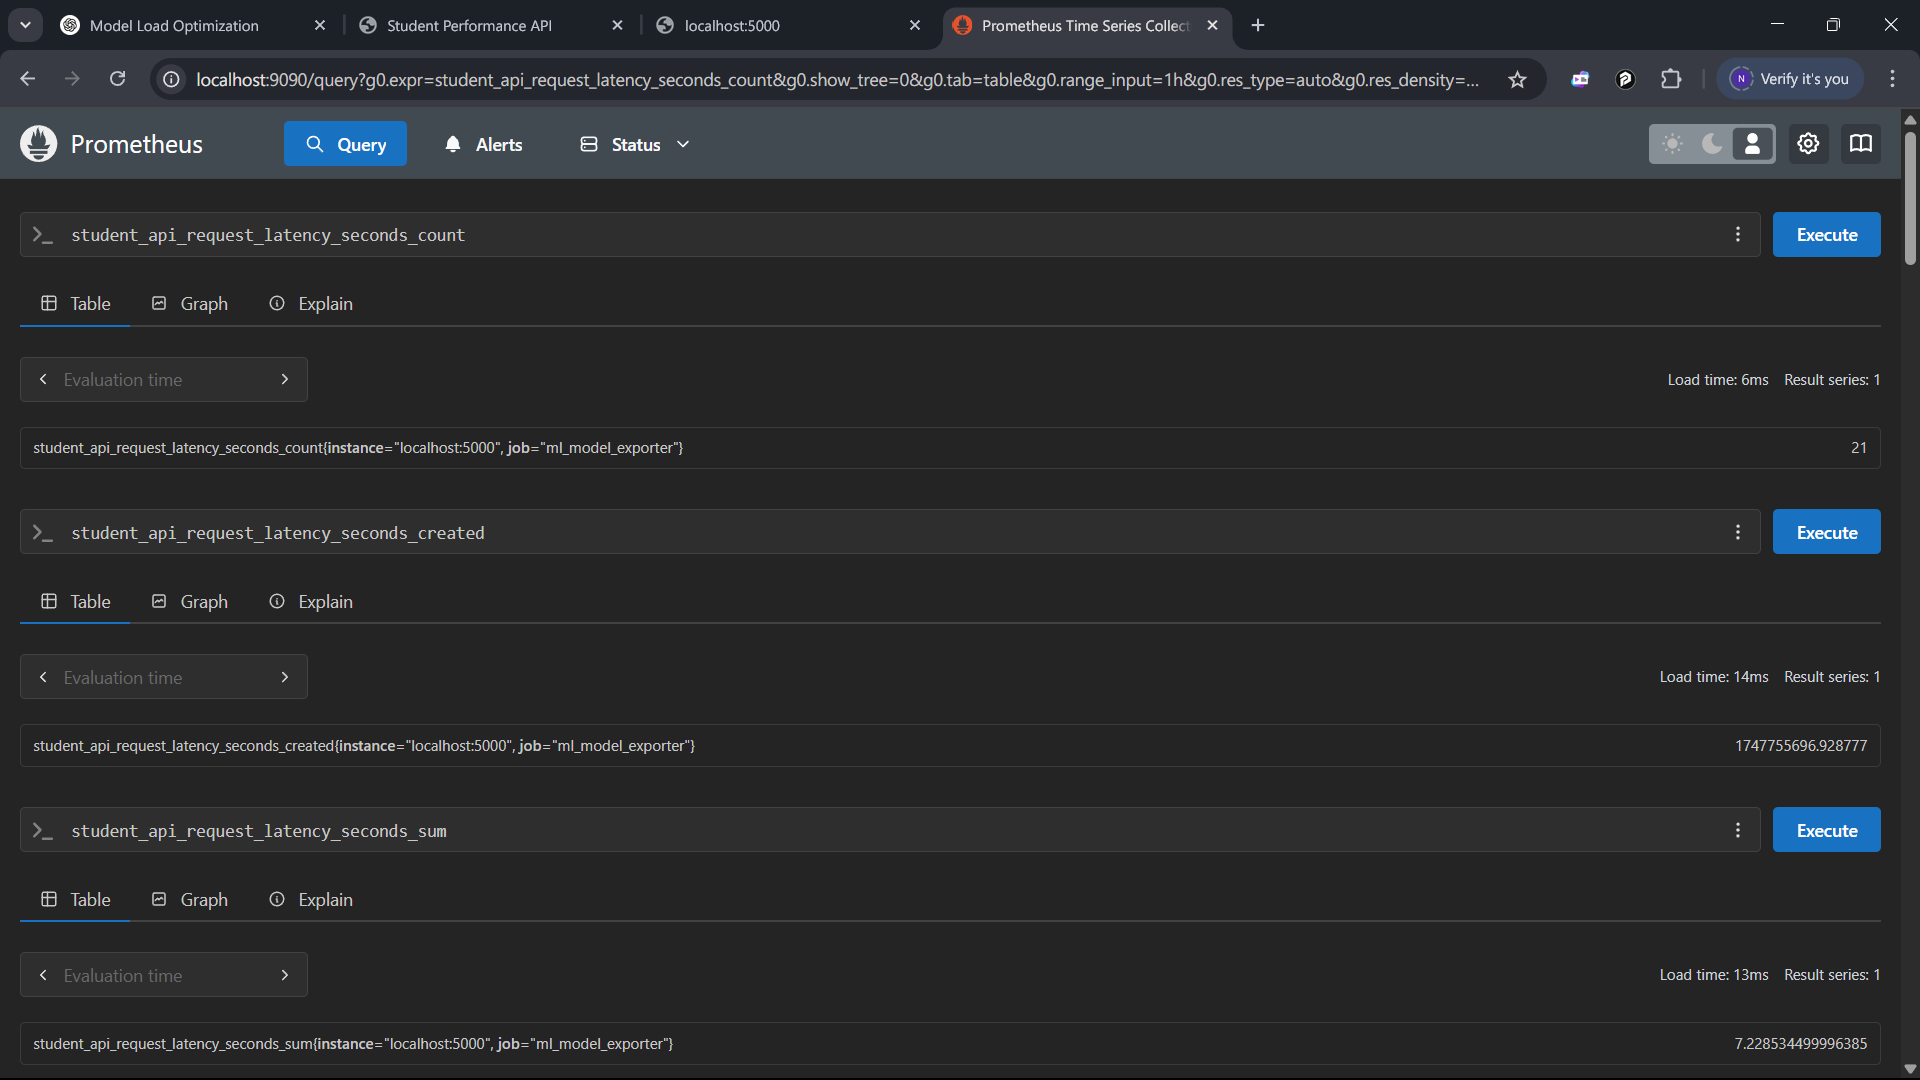 Model Load Optimization
Student Performance API
localhost:5000
Prometheus Time Series Collect
localhost:9090/query?g0.expr=student_api_request_latency_seconds_count&g0.show_tree=0&g0.tab=table&g0.range_input=1h&g0.res_type=auto&g0.res_density=...
N Verify it's you
Prometheus
Query
Alerts
Status
student_api_request_latency_seconds_count
Execute
Table
Graph
Explain
Evaluation time
Load time: 6ms Result series: 1
student_api_request_latency_seconds_count{instance="localhost:5000", job="ml_model_exporter"}
21
student_api_request_latency_seconds_created
Execute
Table
Graph
Explain
Evaluation time
Load time: 14ms Result series: 1
student_api_request_latency_seconds_created{instance="localhost:5000", job="ml_model_exporter"}
1747755696.928777
student_api_request_latency_seconds_sum
Execute
Table
Graph
Explain
Evaluation time
Load time: 13ms Result series: 1
student_api_request_latency_seconds_sum{instance="localhost:5000", job="ml_model_exporter"}
7.228534499996385